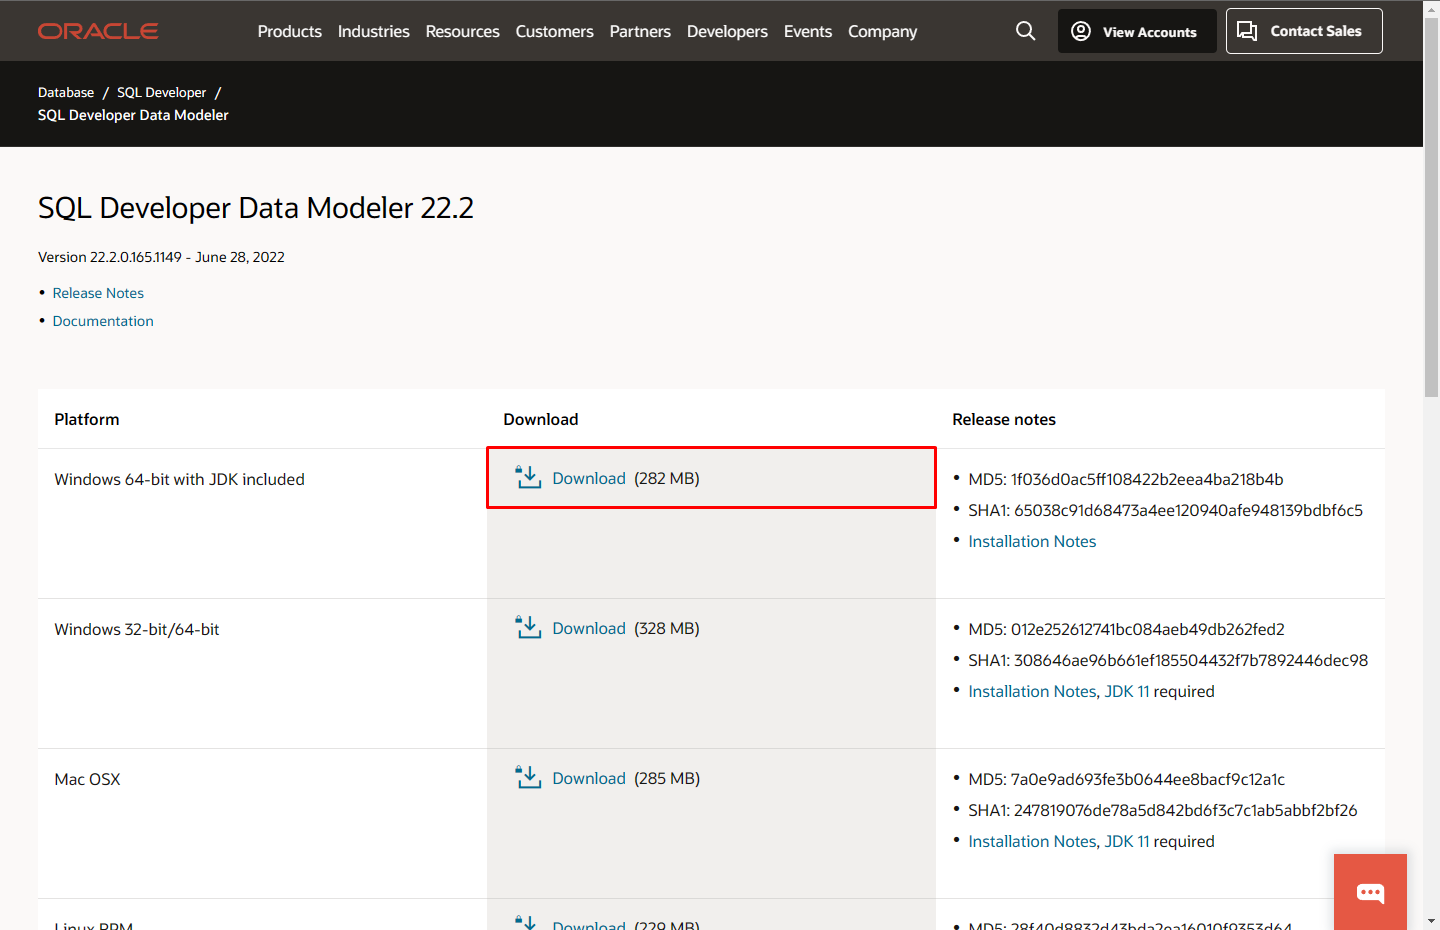 ORACLE
Products Industries Resources Customers Partners Developers Events Company
View Accounts
Contact Sales
Database / SQL Developer /
SQL Developer Data Modeler
SQL Developer Data Modeler 22.2
Version 22.2.0.165.1149 - June 28, 2022
• Release Notes
• Documentation
Platform Download Release notes
Windows 64-bit with JDK included Download (282 MB)
• MD5: 1f036d0ac5ff108422b2eea4ba218b4b
• SHA1: 65038c91d68473a4ee120940afe948139bdbf6c5
• Installation Notes
Windows 32-bit/64-bit Download (328 MB)
• MD5: 012e252612741bc084aeb49db262fed2
• SHA1: 308646ae96b661ef185504432f7b7892446dec98
• Installation Notes, JDK 11 required
Mac OSX Download (285 MB)
• MD5: 7a0e9ad693fe3b0644ee8bacf9c12a1c
• SHA1: 247819076de78a5d842bd6f3c7c1ab5abbf2bf26
• Installation Notes, JDK 11 required
Linux RPM Download (229 MB)
• MD5: 28f40d8832d43bda2ea16010f9353d64